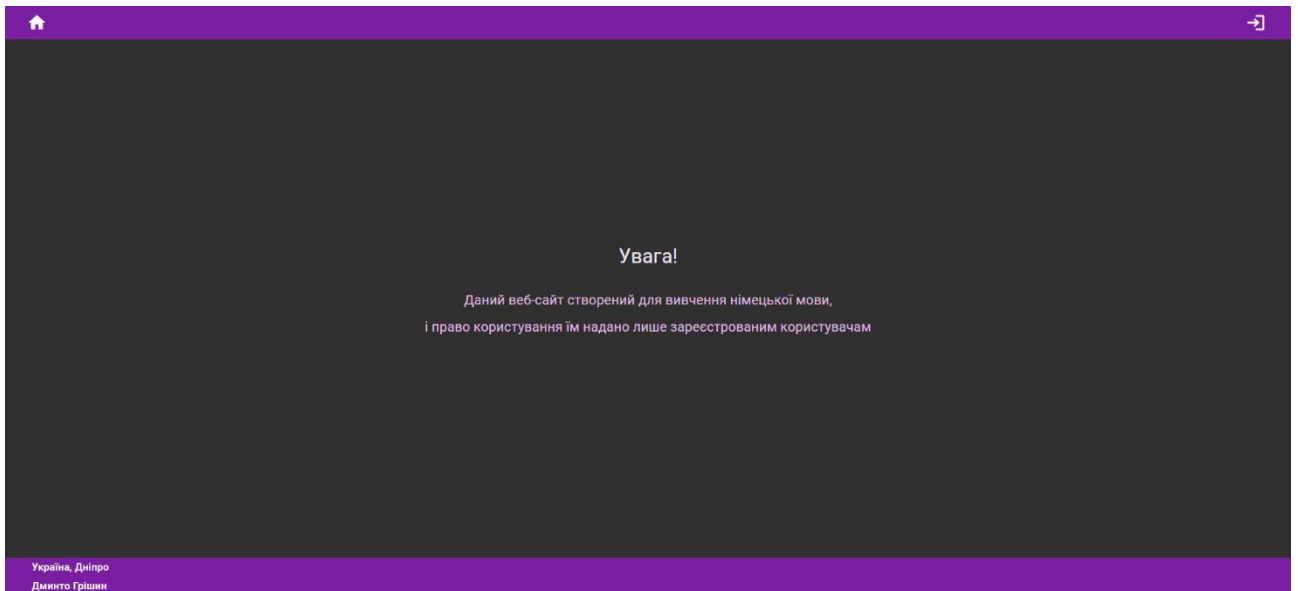 Увага!
Даний веб-сайт створений для вивчення німецької мови,
і право користування їм надано лише зареєстрованим користувачам
Україна, Дніпро
Дминто Грішин